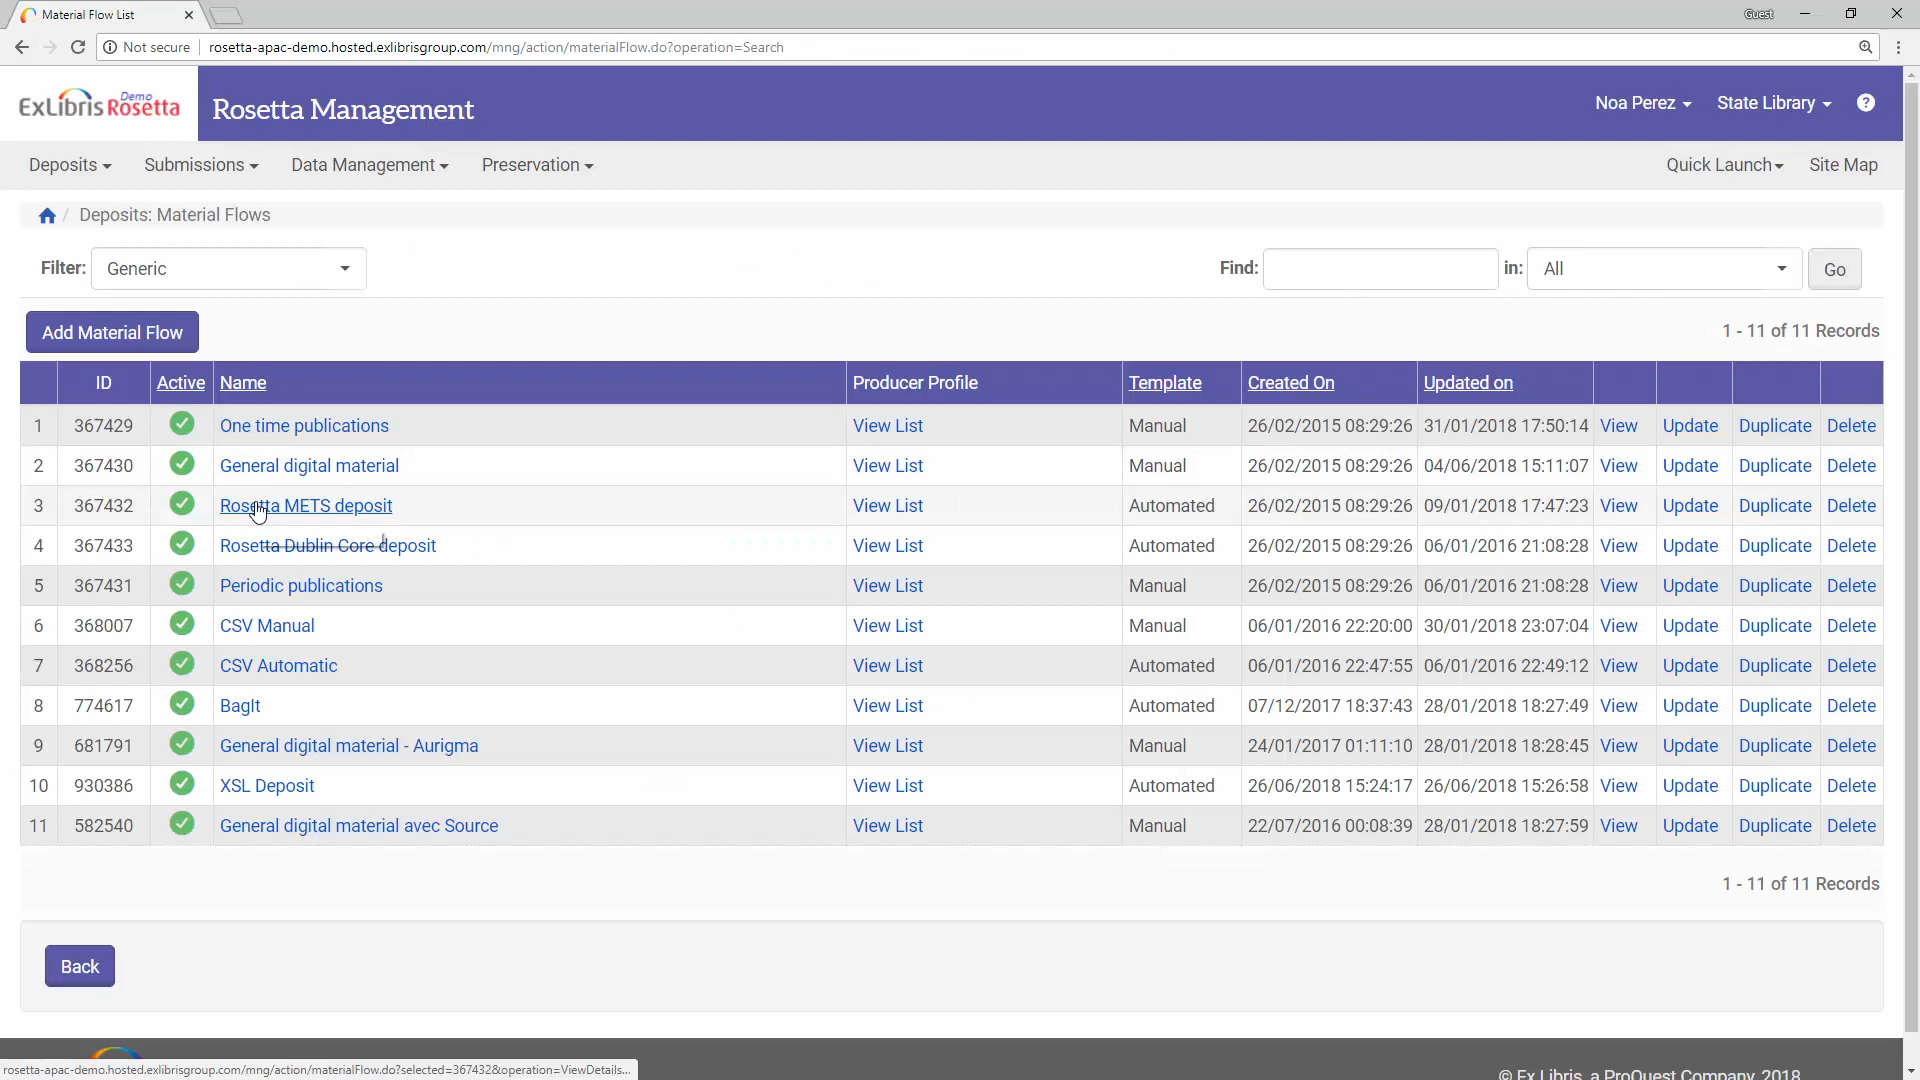 Material Flow List
Guest
Not secure rosetta-apac-demo.hosted.exlibrisgroup.com/mng/action/materialFlow.do?operation=Search
ExLibris Rosetta Demo
Rosetta Management
Noa Perez State Library ?
Deposits Submissions Data Management Preservation Quick Launch Site Map
/ Deposits: Material Flows
Filter: Generic Find: in: All Go
Add Material Flow 1 - 11 of 11 Records
ID Active Name Producer Profile Template Created On Updated on
1 367429 One time publications View List Manual 26/02/2015 08:29:26 31/01/2018 17:50:14 View Update Duplicate Delete
2 367430 General digital material View List Manual 26/02/2015 08:29:26 04/06/2018 15:11:07 View Update Duplicate Delete
3 367432 Rosetta METS deposit View List Automated 26/02/2015 08:29:26 09/01/2018 17:47:23 View Update Duplicate Delete
4 367433 Rosetta Dublin Core deposit View List Automated 26/02/2015 08:29:26 06/01/2016 21:08:28 View Update Duplicate Delete
5 367431 Periodic publications View List Manual 26/02/2015 08:29:26 06/01/2016 21:08:28 View Update Duplicate Delete
6 368007 CSV Manual View List Manual 06/01/2016 22:20:00 30/01/2018 23:07:04 View Update Duplicate Delete
7 368256 CSV Automatic View List Automated 06/01/2016 22:47:55 06/01/2016 22:49:12 View Update Duplicate Delete
8 774617 BagIt View List Automated 07/12/2017 18:37:43 28/01/2018 18:27:49 View Update Duplicate Delete
9 681791 General digital material - Aurigma View List Manual 24/01/2017 01:11:10 28/01/2018 18:28:45 View Update Duplicate Delete
10 930386 XSL Deposit View List Automated 26/06/2018 15:24:17 26/06/2018 15:26:58 View Update Duplicate Delete
11 582540 General digital material avec Source View List Manual 22/07/2016 00:08:39 28/01/2018 18:27:59 View Update Duplicate Delete
1 - 11 of 11 Records
Back
rosetta-apac-demo.hosted.exlibrisgroup.com/mng/action/materialFlow.do?selected=367432&operation=ViewDetails...
© Ex Libris, a ProQuest Company, 2018